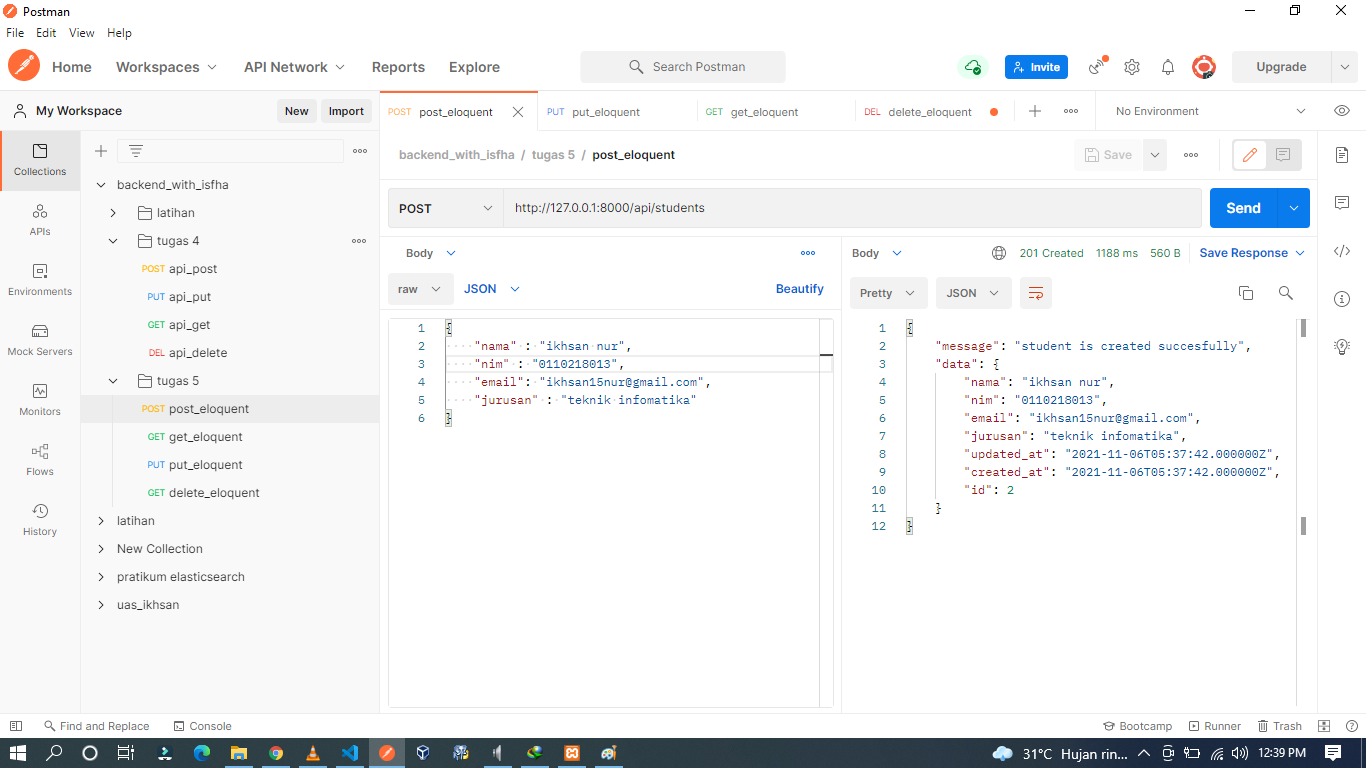 Postman
File Edit View Help
Home Workspaces API Network Reports Explore Search Postman Invite Upgrade
My Workspace New Import POST post_eloquent PUT put_eloquent GET get_eloquent DEL delete_eloquent No Environment
Collections
APIs
Environments
Mock Servers
Monitors
Flows
History
backend_with_isfha
latihan
tugas 4
POST api_post
PUT api_put
GET api_get
DEL api_delete
tugas 5
POST post_eloquent
GET get_eloquent
PUT put_eloquent
GET delete_eloquent
latihan
New Collection
pratikum elasticsearch
uas_ikhsan
backend_with_isfha / tugas 5 / post_eloquent Save
POST http://127.0.0.1:8000/api/students Send
Body
raw JSON Beautify
1 {
2 "nama" : "ikhsan nur",
3 "nim" : "0110218013",
4 "email": "ikhsan15nur@gmail.com",
5 "jurusan" : "teknik infomatika"
6 }
Body 201 Created 1188 ms 560 B Save Response
Pretty JSON
1 {
2 "message": "student is created succesfully",
3 "data": {
4 "nama": "ikhsan nur",
5 "nim": "0110218013",
6 "email": "ikhsan15nur@gmail.com",
7 "jurusan": "teknik infomatika",
8 "updated_at": "2021-11-06T05:37:42.000000Z",
9 "created_at": "2021-11-06T05:37:42.000000Z",
10 "id": 2
11 }
12 }
Find and Replace Console Bootcamp Runner Trash
31°C Hujan rin... 12:39 PM